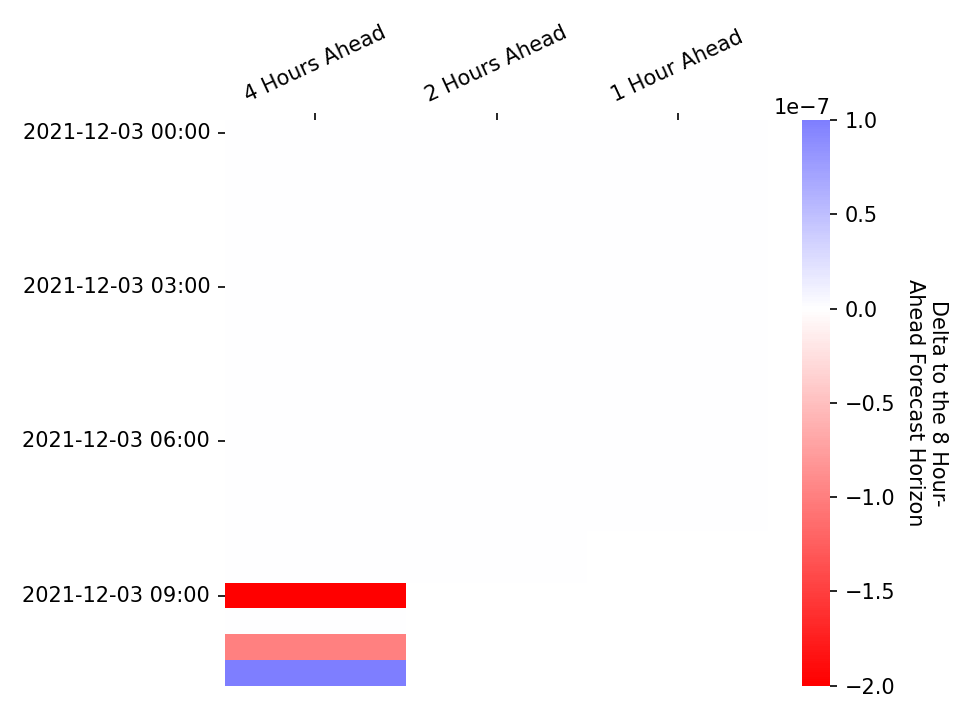 4 Hours Ahead
2 Hours Ahead
1 Hour Ahead
1e−7
2021-12-03 00:00
2021-12-03 03:00
2021-12-03 06:00
2021-12-03 09:00
1.0
0.5
0.0
−0.5
−1.0
−1.5
−2.0
Delta to the 8 Hour-
Ahead Forecast Horizon